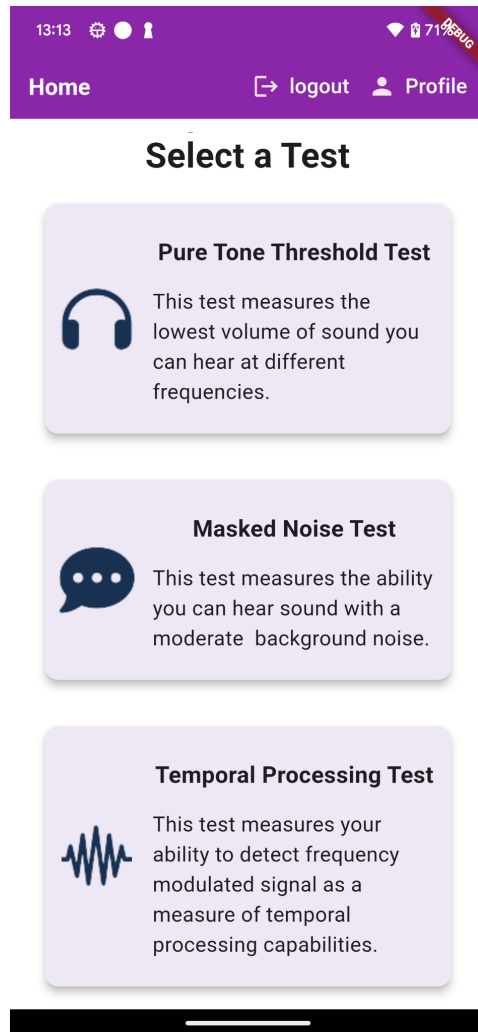 13:13
71%
DEBUG
Home
logout
Profile
Select a Test
Pure Tone Threshold Test
This test measures the
lowest volume of sound you
can hear at different
frequencies.
Masked Noise Test
This test measures the ability
you can hear sound with a
moderate  background noise.
Temporal Processing Test
This test measures your
ability to detect frequency
modulated signal as a
measure of temporal
processing capabilities.